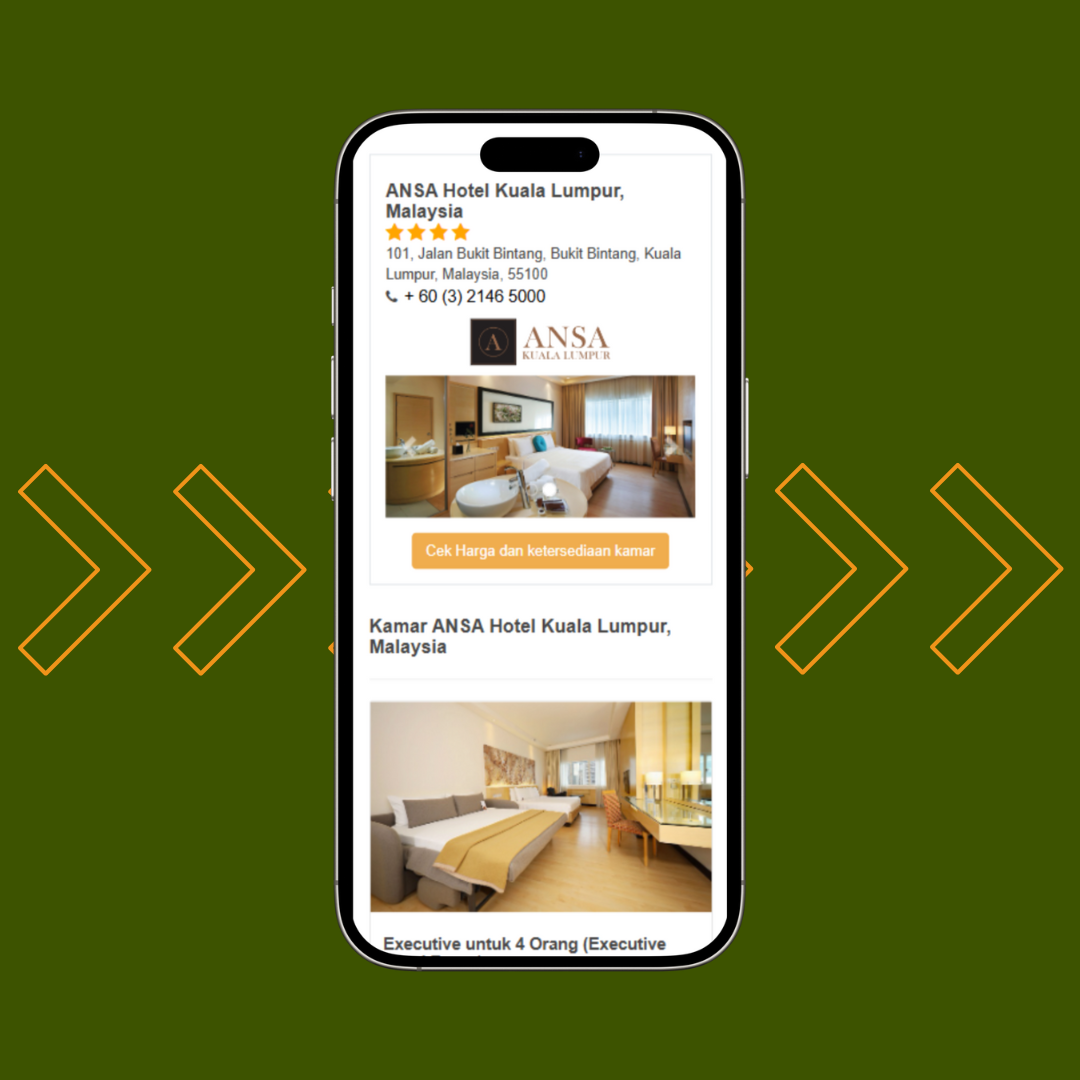 ANSA Hotel Kuala Lumpur,
Malaysia
101, Jalan Bukit Bintang, Bukit Bintang, Kuala
Lumpur, Malaysia, 55100
+ 60 (3) 2146 5000
A
ANSA
KUALA LUMPUR
Cek Harga dan ketersediaan kamar
Kamar ANSA Hotel Kuala Lumpur,
Malaysia
Executive untuk 4 Orang (Executive